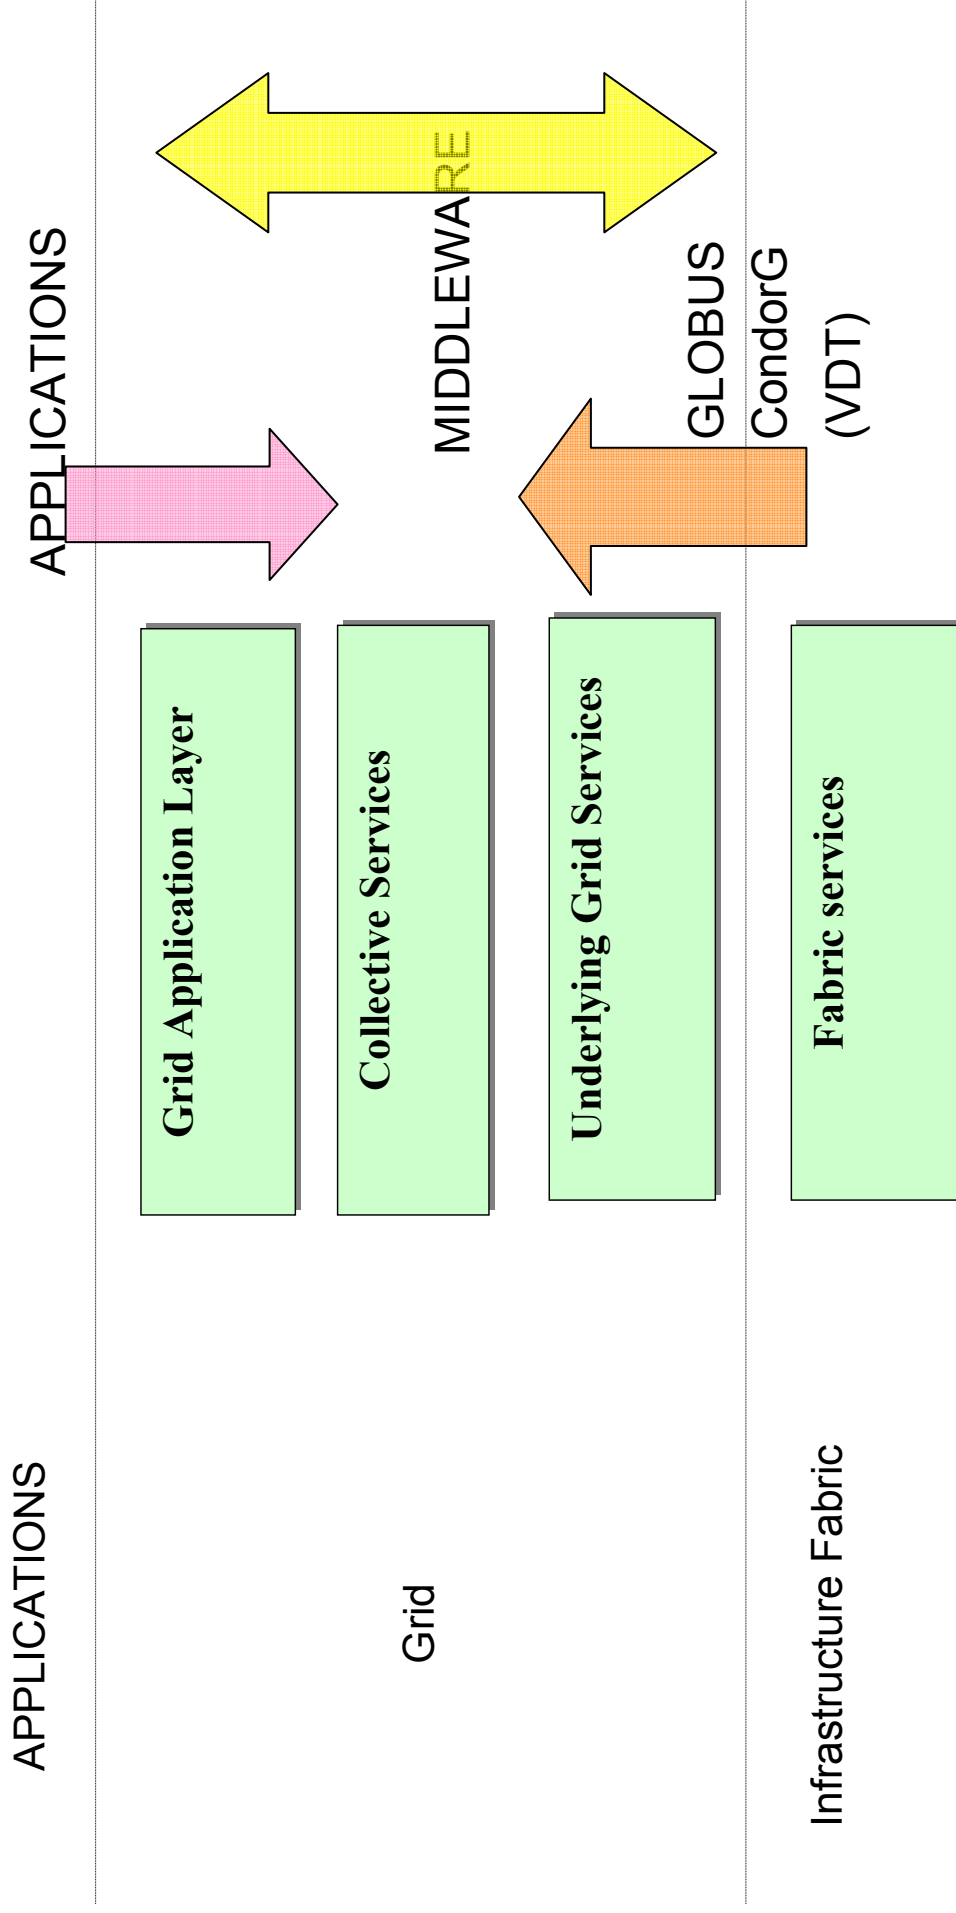 APPLICATIONS
APPLICATIONS
Grid Application Layer
Collective Services
Grid
MIDDLEWARE
Underlying Grid Services
GLOBUS
CondorG
(VDT)
Infrastructure Fabric
Fabric services